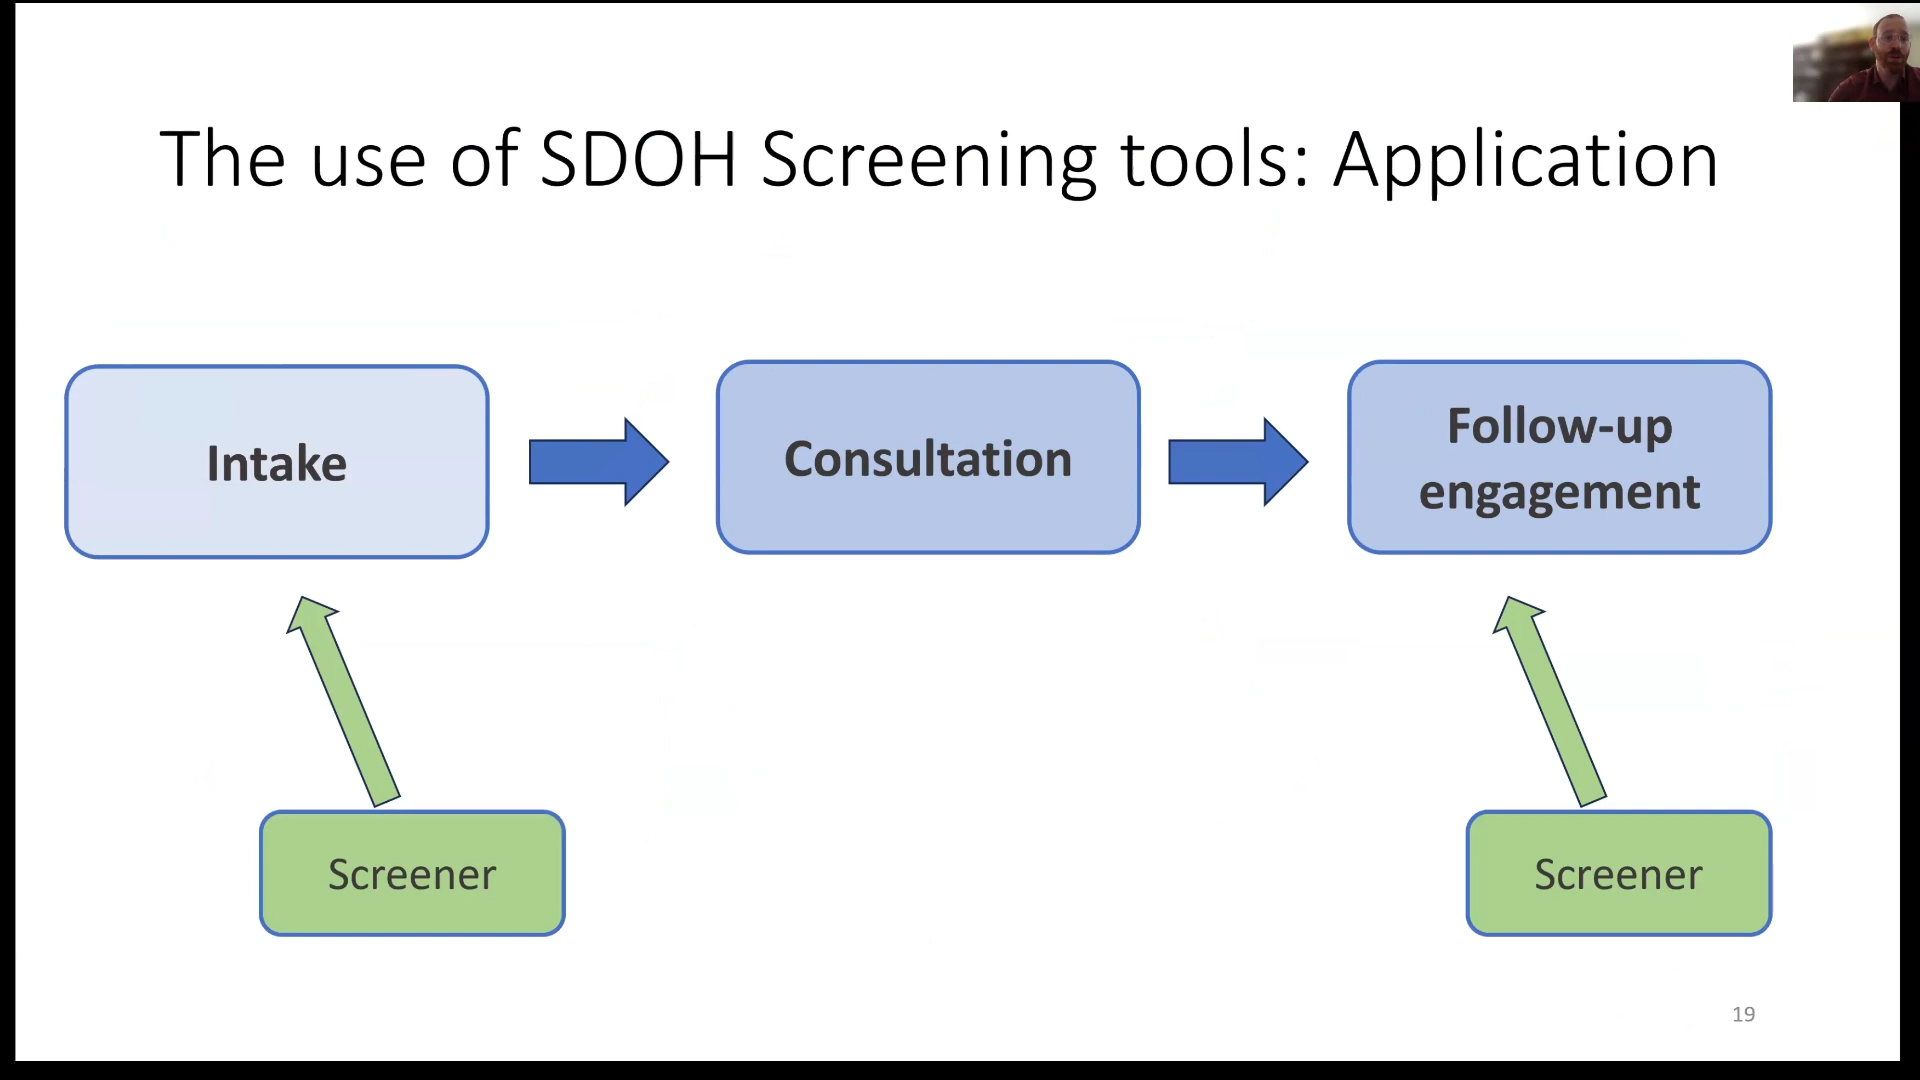 The use of SDOH Screening tools: Application
Intake
Consultation
Follow-up
engagement
Screener
Screener
19